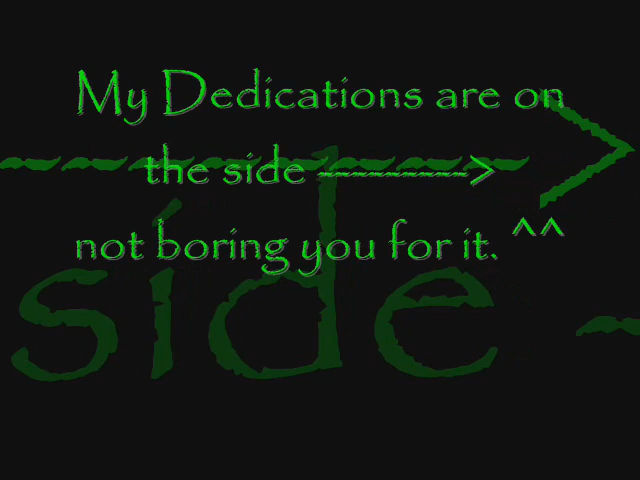 My Dedications are on
the side ---------->
not boring you for it. ^^
side -